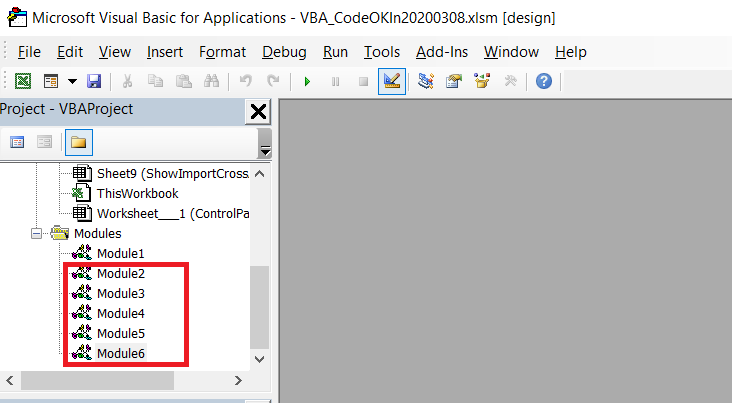 Microsoft Visual Basic for Applications - VBA_CodeOKIn20200308.xlsm [design]
File Edit View Insert Format Debug Run Tools Add-Ins Window Help
Project - VBAProject
Sheet9 (ShowImportCross
ThisWorkbook
Worksheet___1 (ControlPa
Modules
Module1
Module2
Module3
Module4
Module5
Module6